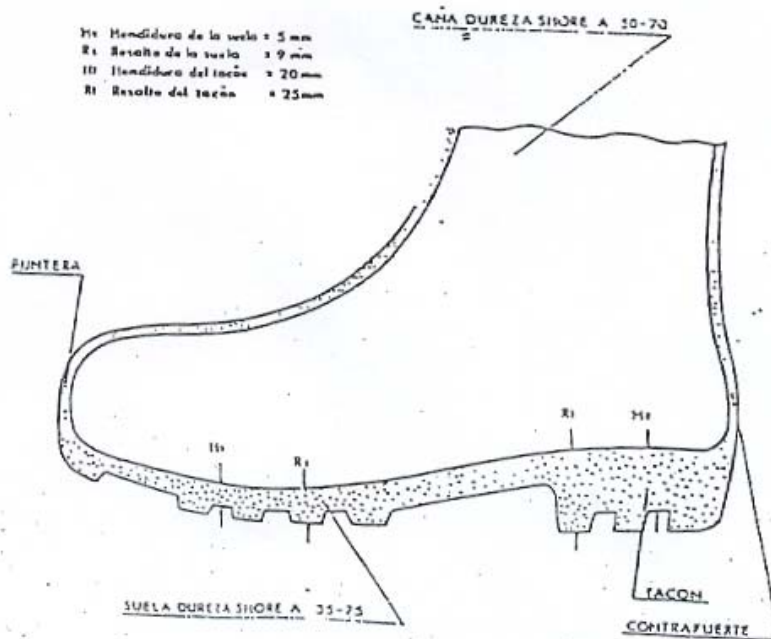 CAÑA DUREZA SHORE A 50-70
Hs Hendidura de la suela = 5 mm
Rs Resalte de la suela = 9 mm
Ht Hendidura del tacón = 20 mm
Rt Resalte del tacón = 25 mm
PUNTERA
Rt
Hs
Rs
SUELA DUREZA SHORE A 55-75
TACON
CONTRAFUERTE